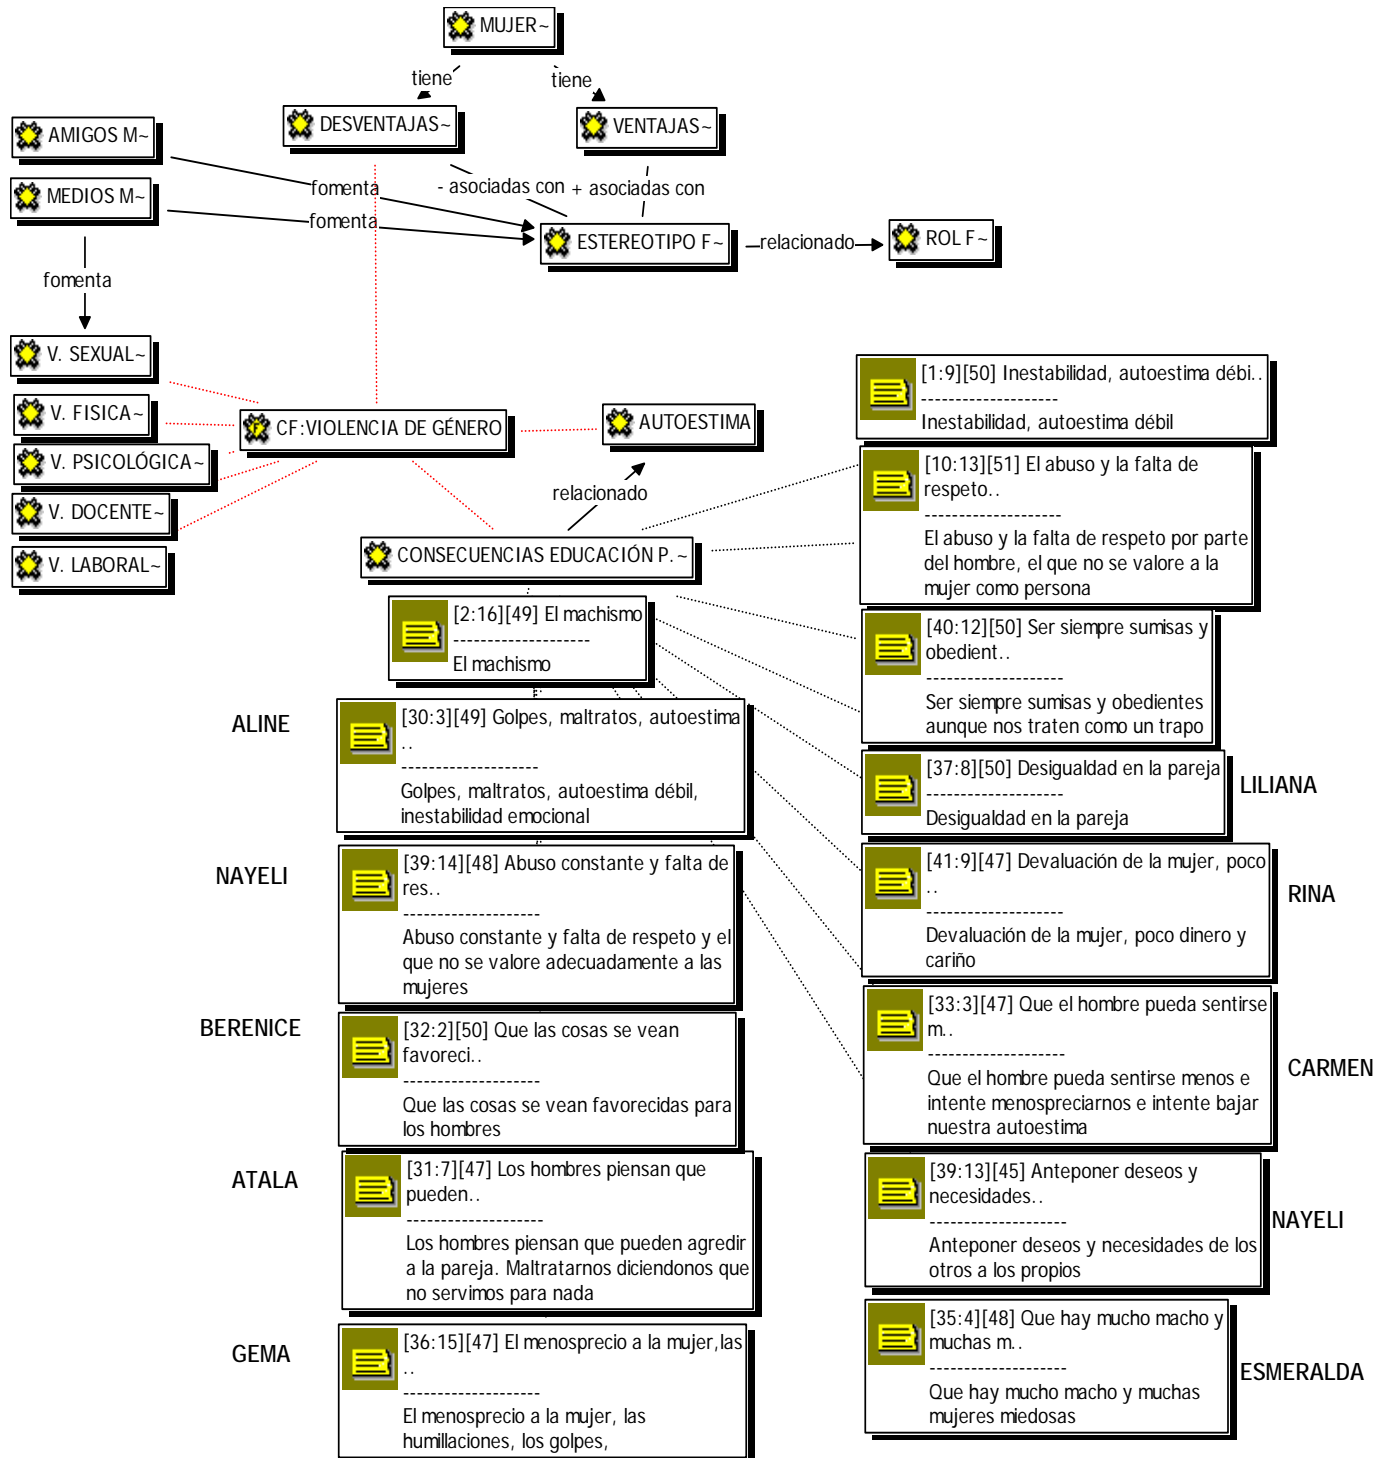 MUJER~
tiene
tiene
DESVENTAJAS~
VENTAJAS~
AMIGOS M~
MEDIOS M~
fomenta
fomenta
- asociadas con
+ asociadas con
ESTEREOTIPO F~
relacionado
ROL F~
fomenta
V. SEXUAL~
V. FISICA~
V. PSICOLÓGICA~
V. DOCENTE~
V. LABORAL~
CF:VIOLENCIA DE GÉNERO
AUTOESTIMA
relacionado
CONSECUENCIAS EDUCACIÓN P. ~
[2:16][49] El machismo
--------------------
El machismo
ALINE
[30:3][49] Golpes, maltratos, autoestima
..
--------------------
Golpes, maltratos, autoestima débil,
inestabilidad emocional
NAYELI
[39:14][48] Abuso constante y falta de
res..
--------------------
Abuso constante y falta de respeto y el
que no se valore adecuadamente a las
mujeres
BERENICE
[32:2][50] Que las cosas se vean
favoreci..
--------------------
Que las cosas se vean favorecidas para
los hombres
ATALA
[31:7][47] Los hombres piensan que
pueden..
--------------------
Los hombres piensan que pueden agredir
a la pareja. Maltratarnos diciendonos que
no servimos para nada
GEMA
[36:15][47] El menosprecio a la mujer,las
..
--------------------
El menosprecio a la mujer, las
humillaciones, los golpes,
[1:9][50] Inestabilidad, autoestima débi..
--------------------
Inestabilidad, autoestima débil
[10:13][51] El abuso y la falta de
respeto..
--------------------
El abuso y la falta de respeto por parte
del hombre, el que no se valore a la
mujer como persona
[40:12][50] Ser siempre sumisas y
obedient..
--------------------
Ser siempre sumisas y obedientes
aunque nos traten como un trapo
[37:8][50] Desigualdad en la pareja
--------------------
Desigualdad en la pareja
LILIANA
[41:9][47] Devaluación de la mujer, poco
..
--------------------
Devaluación de la mujer, poco dinero y
cariño
RINA
[33:3][47] Que el hombre pueda sentirse
m..
--------------------
Que el hombre pueda sentirse menos e
intente menospreciarnos e intente bajar
nuestra autoestima
CARMEN
[39:13][45] Anteponer deseos y
necesidades..
--------------------
Anteponer deseos y necesidades de los
otros a los propios
NAYELI
[35:4][48] Que hay mucho macho y
muchas m..
--------------------
Que hay mucho macho y muchas
mujeres miedosas
ESMERALDA